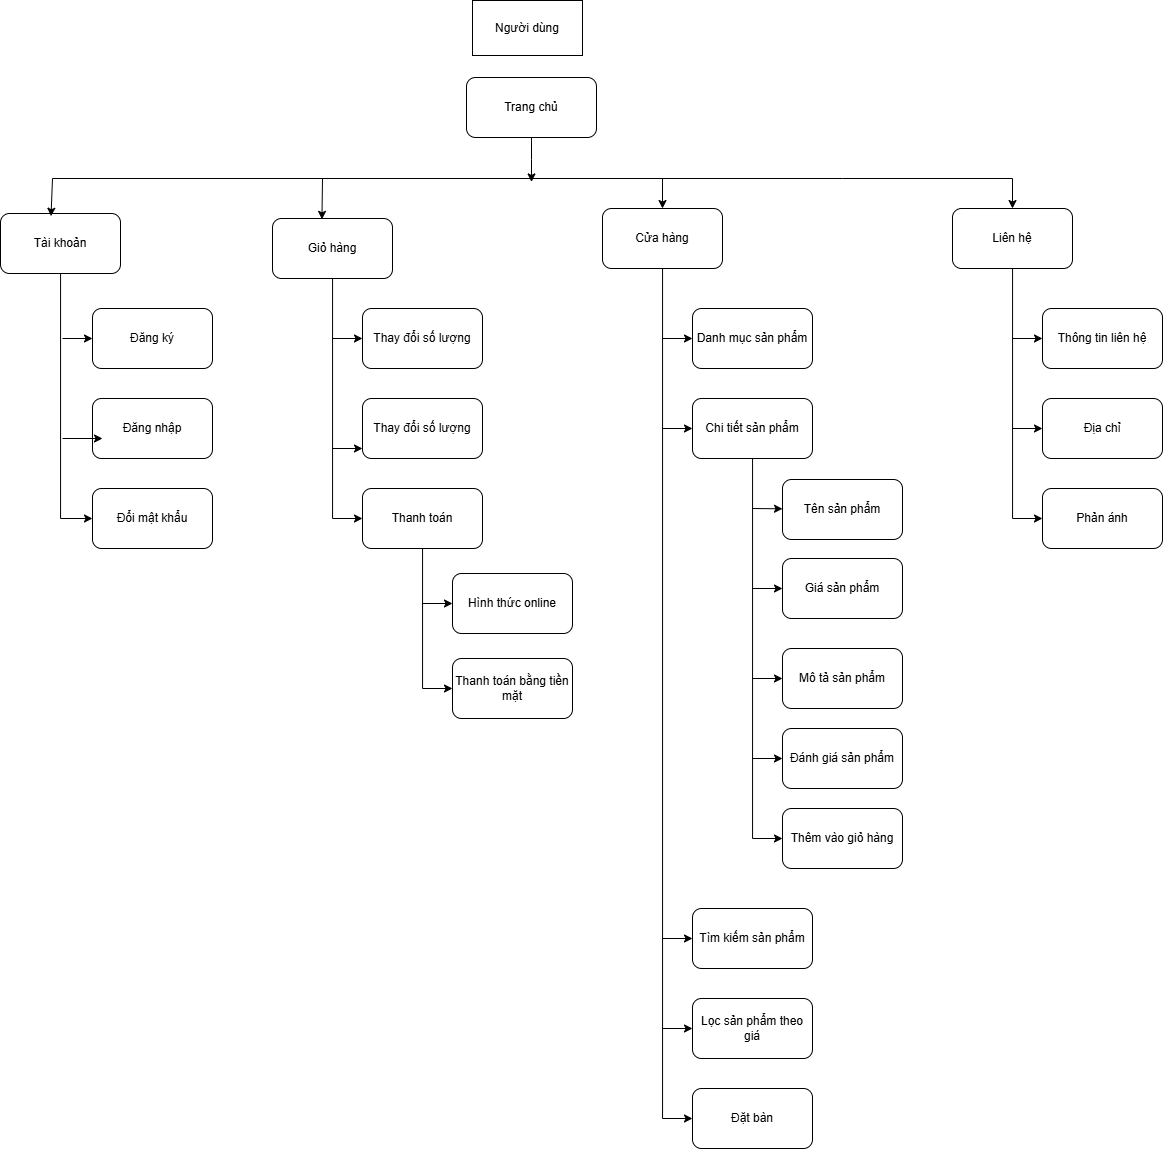 Người dùng
Trang chủ
Tài khoản
Giỏ hàng
Cửa hàng
Liên hệ
Đăng ký
Đăng nhập
Đổi mật khẩu
Thay đổi số lượng
Thay đổi số lượng
Thanh toán
Hình thức online
Thanh toán bằng tiền
mặt
Danh mục sản phẩm
Chi tiết sản phẩm
Tên sản phẩm
Giá sản phẩm
Mô tả sản phẩm
Đánh giá sản phẩm
Thêm vào giỏ hàng
Tìm kiếm sản phẩm
Lọc sản phẩm theo
giá
Đặt bàn
Thông tin liên hệ
Địa chỉ
Phản ánh